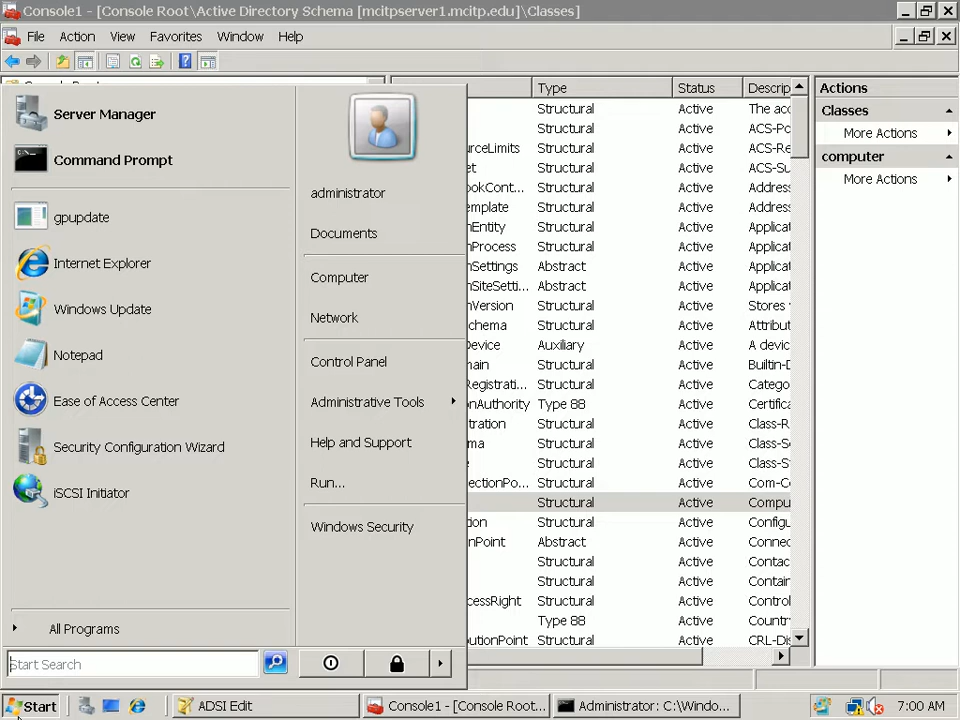 Console1 - [Console Root\Active Directory Schema [mcitpserver1.mcitp.edu]\Classes]
File Action View Favorites Window Help
Server Manager
Command Prompt
gpupdate
Internet Explorer
Windows Update
Notepad
Ease of Access Center
Security Configuration Wizard
iSCSI Initiator
All Programs
Start Search
administrator
Documents
Computer
Network
Control Panel
Administrative Tools
Help and Support
Run...
Windows Security
Type Status Descrip
Structural Active The acc
Structural Active ACS-Po
urceLimits Structural Active ACS-Re
et Structural Active ACS-Su
ookCont... Structural Active Address
emplate Structural Active Address
nEntity Structural Active Applicat
nProcess Structural Active Applicat
nSettings Abstract Active Applicat
nSiteSetti... Abstract Active Applicat
nVersion Structural Active Stores
chema Structural Active Attribut
evice Auxiliary Active A devic
ain Structural Active Builtin-D
Registrati... Structural Active Catego
onAuthority Type 88 Active Certifica
stration Structural Active Class-R
ma Structural Active Class-S
e Structural Active Class-S
ectionPo... Structural Active Com-C
Structural Active Compu
tion Structural Active Configu
nPoint Abstract Active Connec
Structural Active Contac
Structural Active Contain
cessRight Structural Active Control
Type 88 Active Countr
utionPoint Structural Active CRL-Dis
Actions
Classes
More Actions
computer
More Actions
Start
ADSI Edit
Console1 - [Console Root...
Administrator: C:\Windo...
7:00 AM